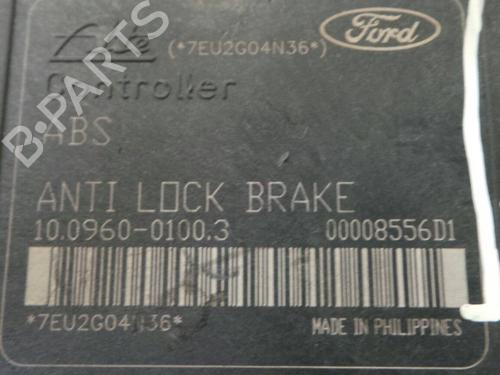 (*7EU2G04N36*)
Ford
Controller
ABS
ANTI LOCK BRAKE
10.0960-0100.3 00008556D1
*7EU2G04N36*
MADE IN PHILIPPINES
B-PARTS